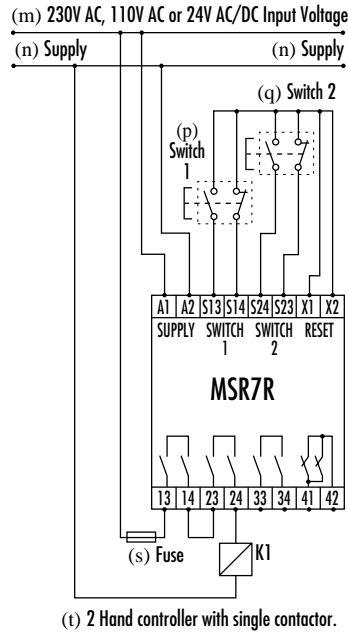 (m) 230V AC, 110V AC or 24V AC/DC Input Voltage
(n) Supply (n) Supply
(q) Switch 2
(p)
Switch
1
A1 A2 S13 S14 S24 S23 X1 X2
SUPPLY SWITCH SWITCH RESET
1 2
MSR7R
13 14 23 24 33 34 41 42
(s) Fuse K1
(t) 2 Hand controller with single contactor.